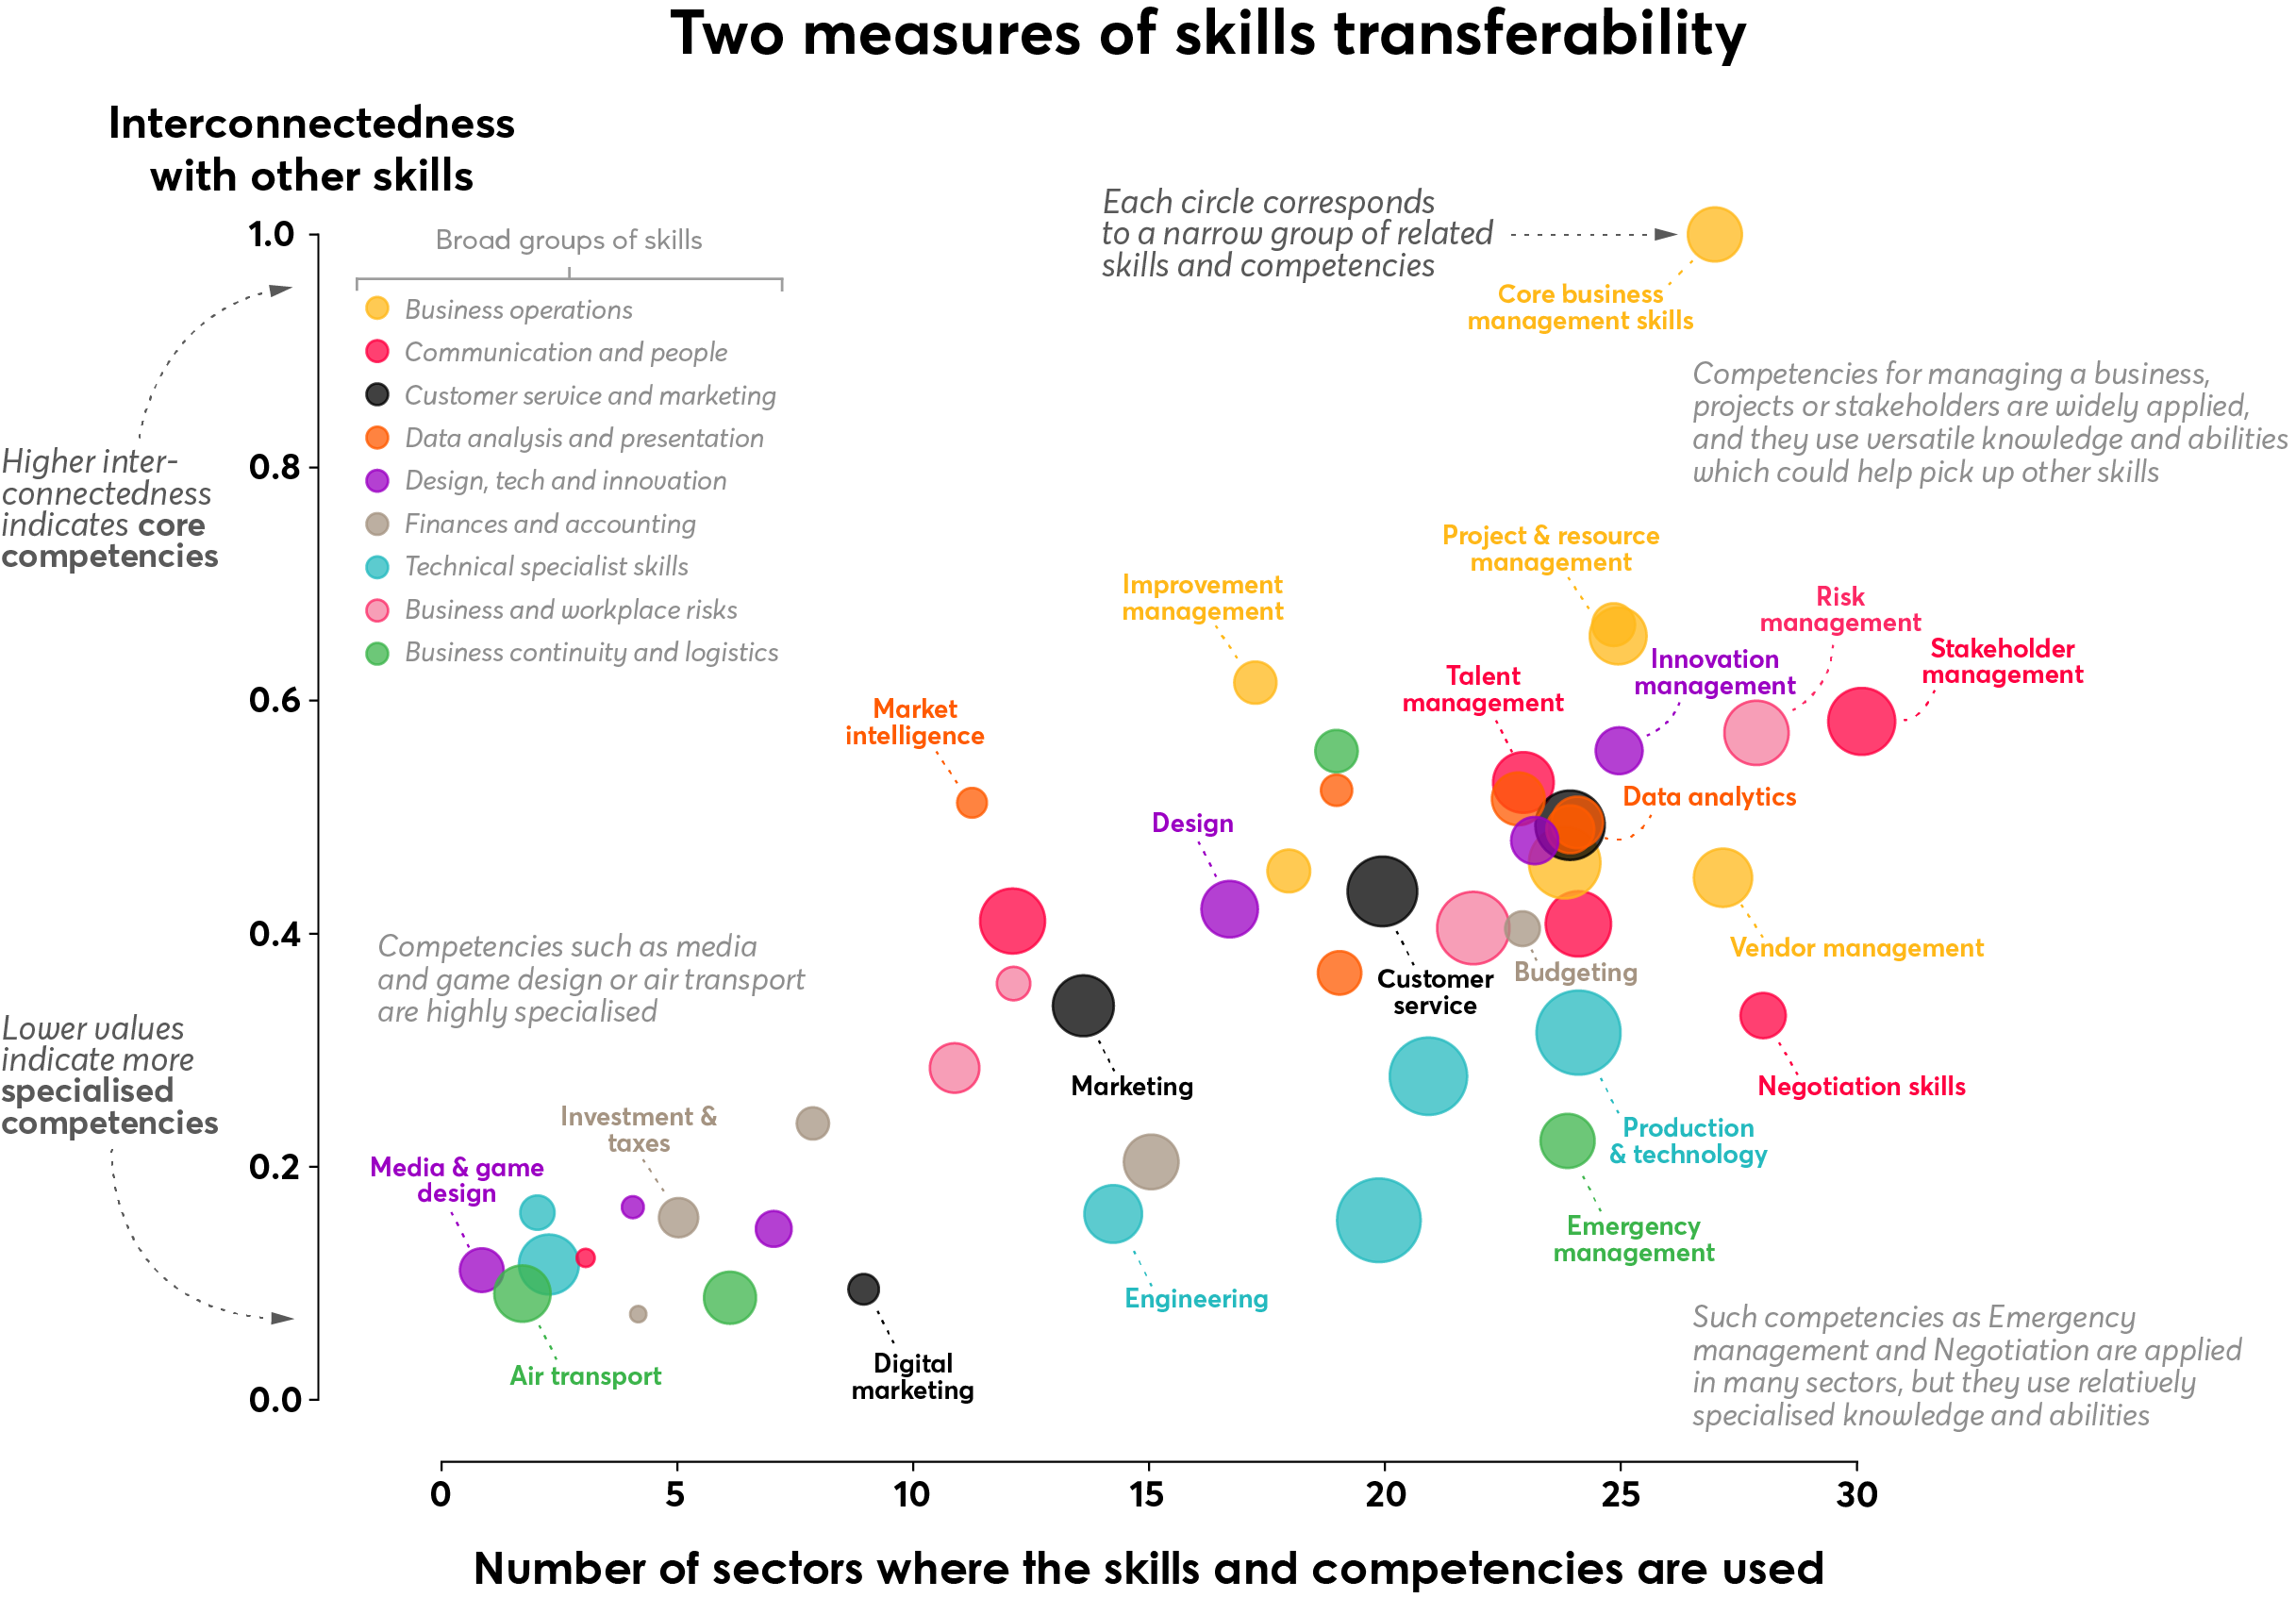 Two measures of skills transferability
Interconnectedness
with other skills
1.0
0.8
0.6
0.4
0.2
0.0
Higher inter-
connectedness
indicates core
competencies
Lower values
indicate more
specialised
competencies
Broad groups of skills
Business operations
Communication and people
Customer service and marketing
Data analysis and presentation
Design, tech and innovation
Finances and accounting
Technical specialist skills
Business and workplace risks
Business continuity and logistics
Each circle corresponds
to a narrow group of related
skills and competencies
Core business
management skills
Competencies for managing a business,
projects or stakeholders are widely applied,
and they use versatile knowledge and abilities
which could help pick up other skills
Project & resource
management
Improvement
management
Risk
management
Stakeholder
management
Innovation
management
Talent
management
Market
intelligence
Data analytics
Design
Vendor management
Competencies such as media
and game design or air transport
are highly specialised
Customer
service
Budgeting
Marketing
Negotiation skills
Investment &
taxes
Production
& technology
Media & game
design
Emergency
management
Engineering
Air transport
Digital
marketing
Such competencies as Emergency
management and Negotiation are applied
in many sectors, but they use relatively
specialised knowledge and abilities
0
5
10
15
20
25
30
Number of sectors where the skills and competencies are used